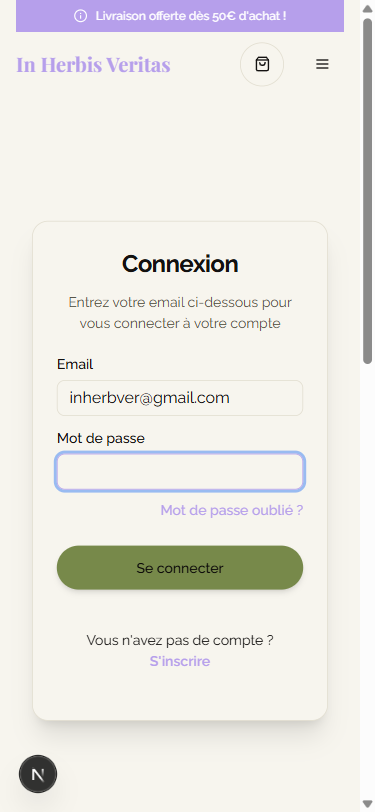 Livraison offerte dès 50€ d'achat !
In Herbis Veritas
Connexion
Entrez votre email ci-dessous pour
vous connecter à votre compte
Email
inherbver@gmail.com
Mot de passe
Mot de passe oublié ?
Se connecter
Vous n'avez pas de compte ?
S'inscrire
N